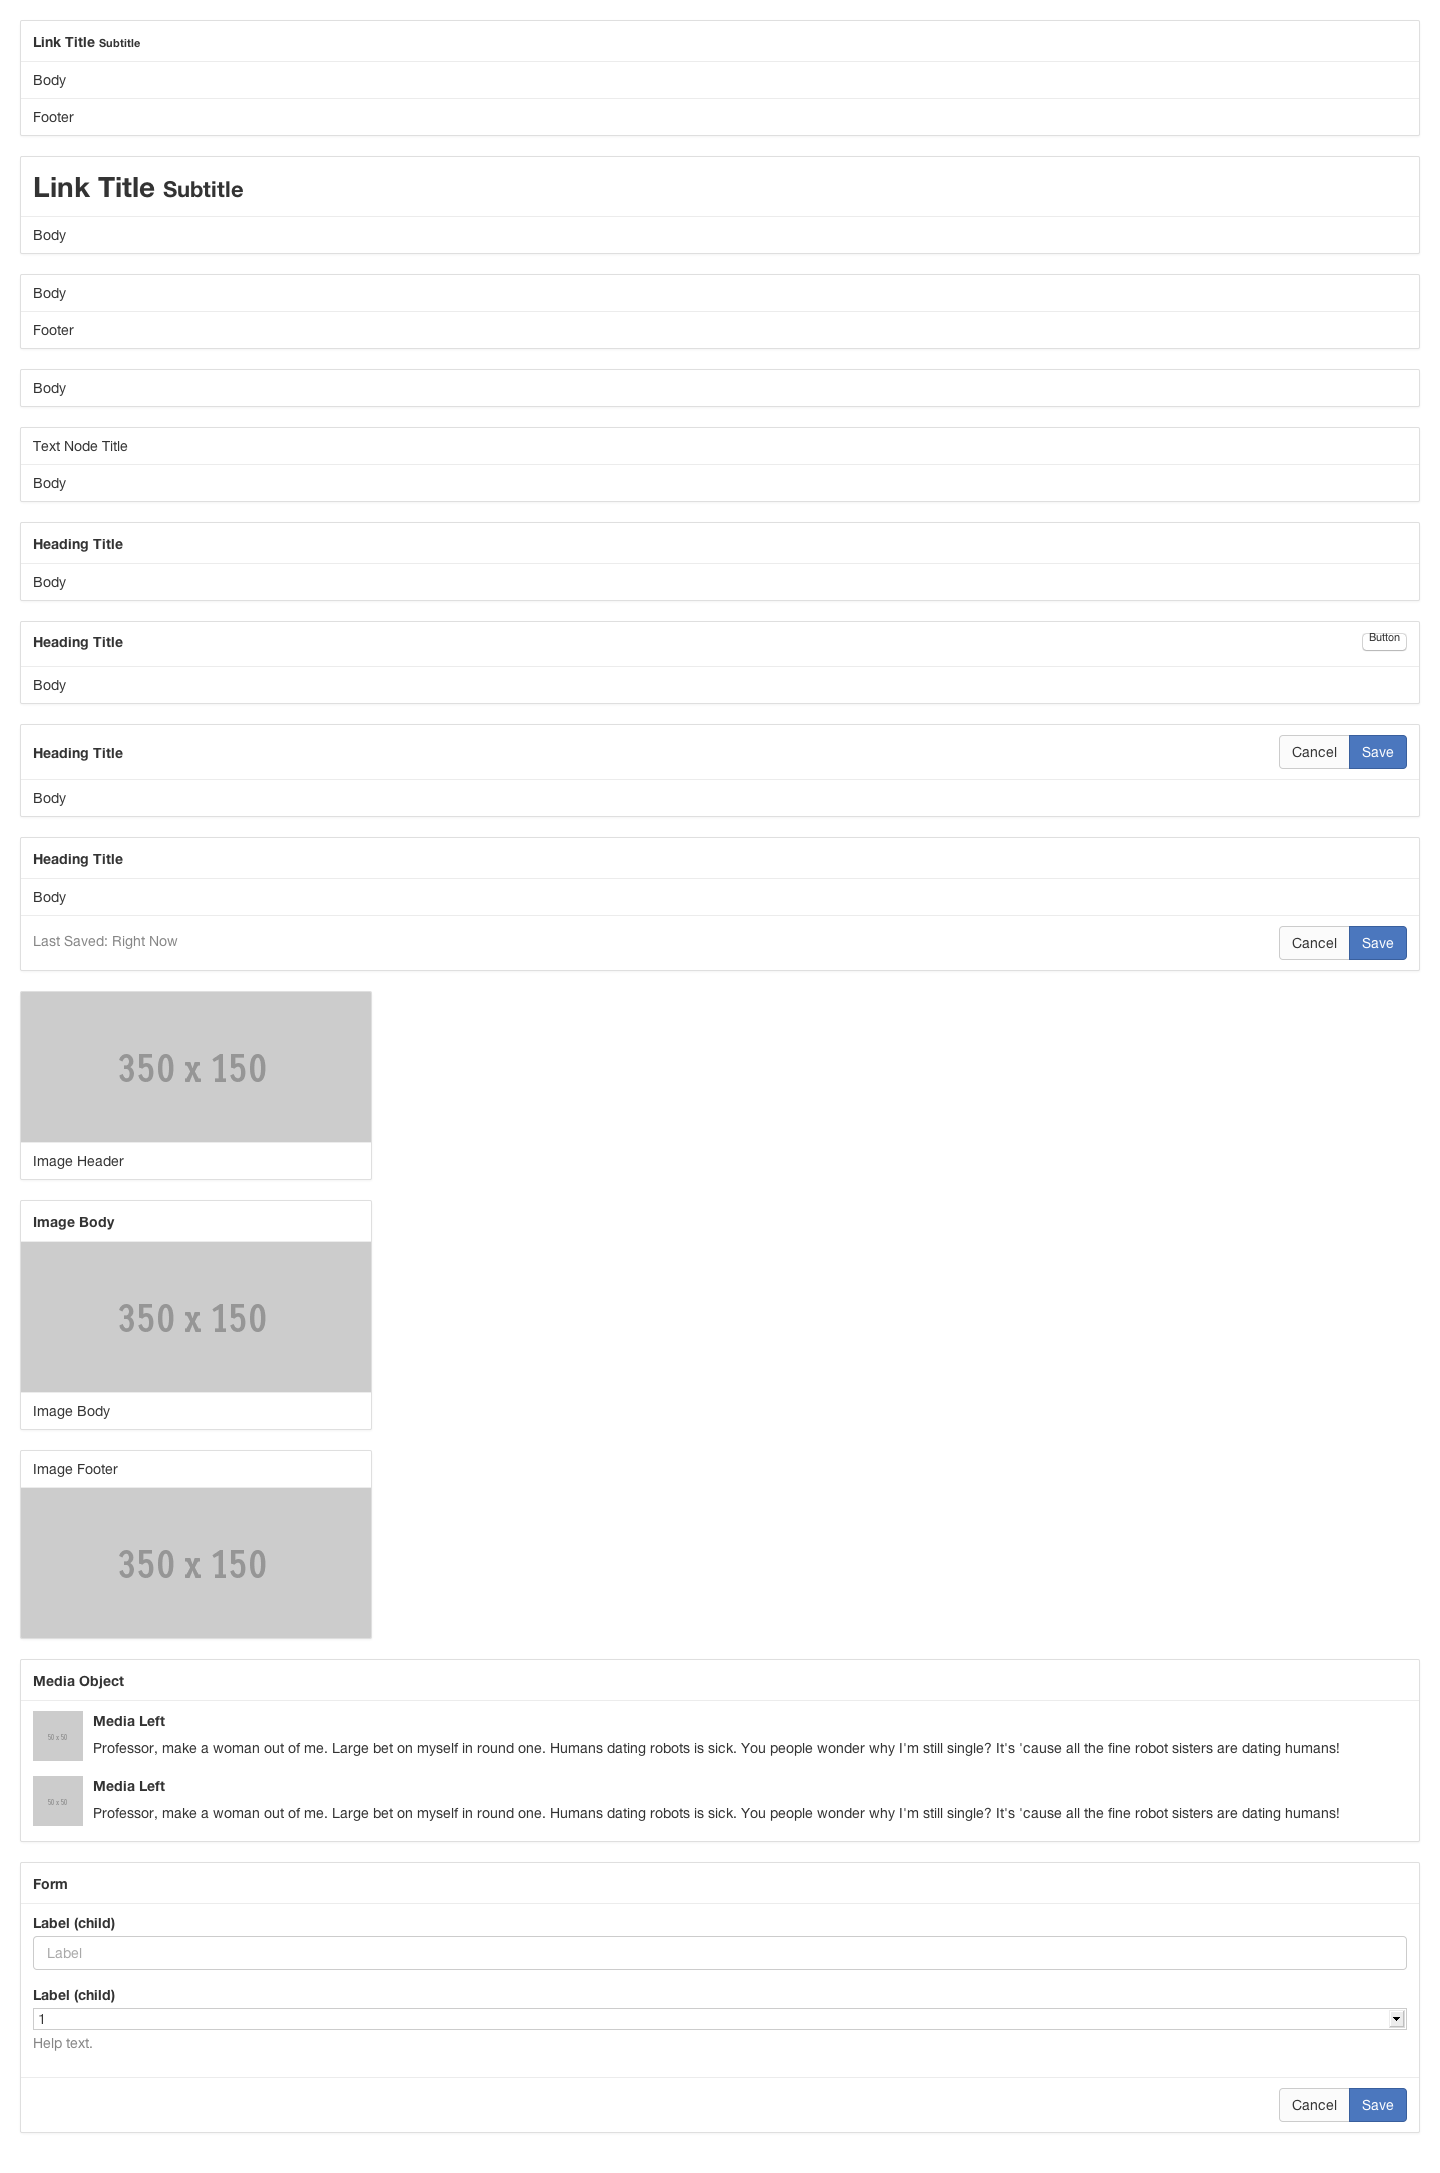 Link Title Subtitle
Body
Footer
Link Title Subtitle
Body
Body
Footer
Body
Text Node Title
Body
Heading Title
Body
Heading Title Button
Body
Heading Title Cancel Save
Body
Heading Title
Body
Last Saved: Right Now Cancel Save
350 x 150
Image Header
Image Body
350 x 150
Image Body
Image Footer
350 x 150
Media Object
Media Left
50 x 50
Professor, make a woman out of me. Large bet on myself in round one. Humans dating robots is sick. You people wonder why I'm still single? It's 'cause all the fine robot sisters are dating humans!
Media Left
50 x 50
Professor, make a woman out of me. Large bet on myself in round one. Humans dating robots is sick. You people wonder why I'm still single? It's 'cause all the fine robot sisters are dating humans!
Form
Label (child)
Label
Label (child)
1
Help text.
Cancel Save